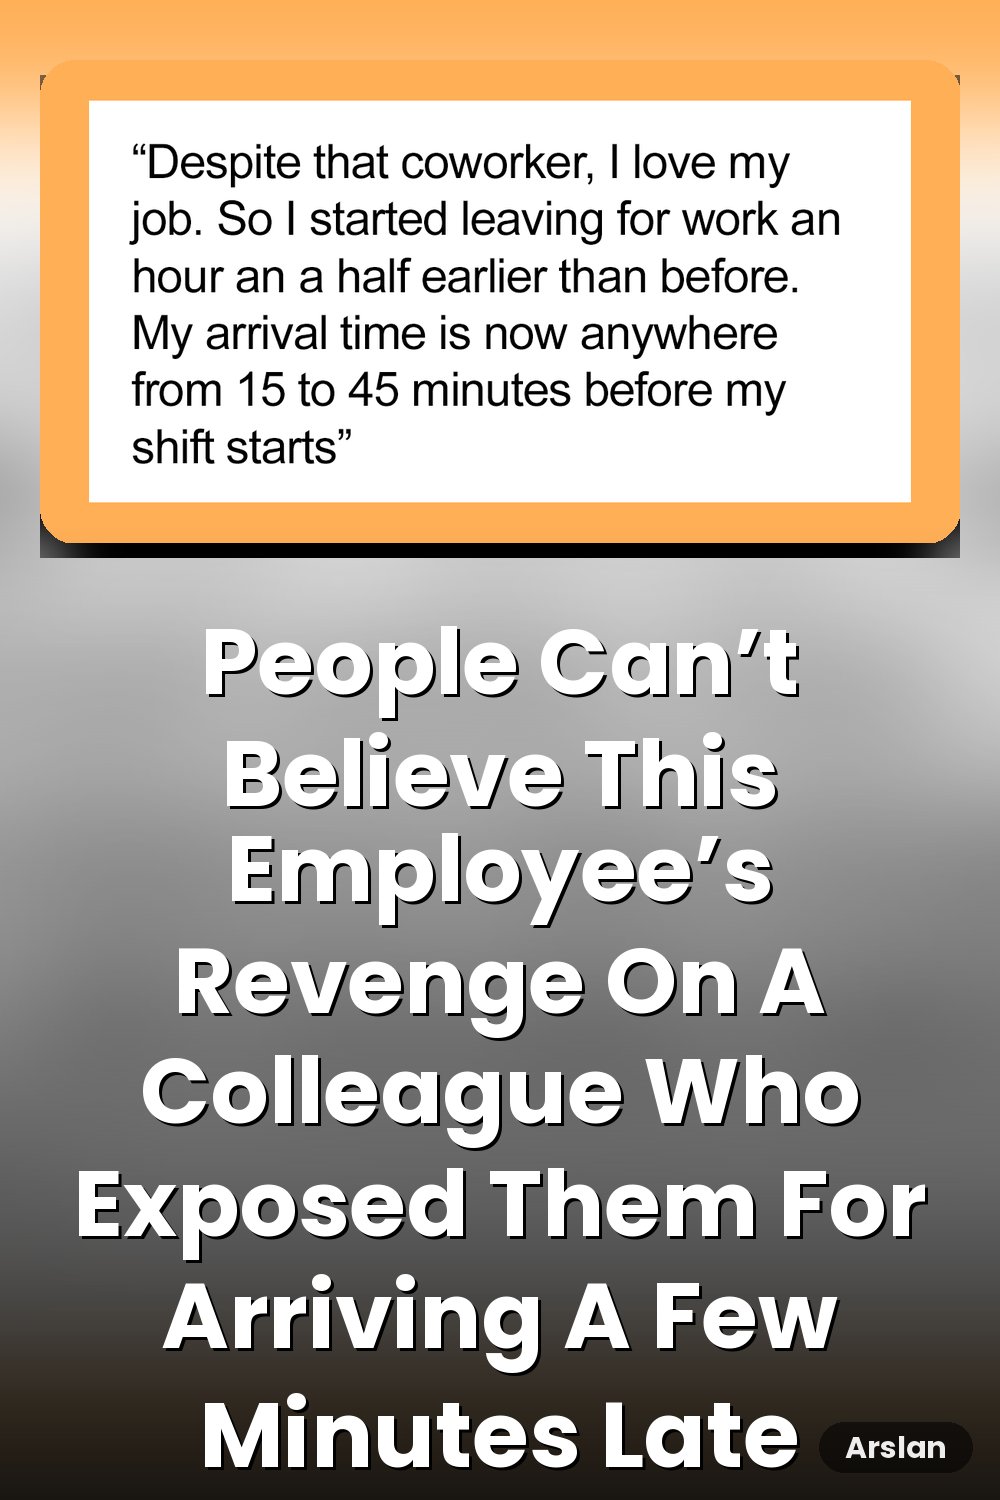 “Despite that coworker, I love my
job. So I started leaving for work an
hour an a half earlier than before.
My arrival time is now anywhere
from 15 to 45 minutes before my
shift starts”
People Can’t
Believe This
Employee’s
Revenge On A
Colleague Who
Exposed Them For
Arriving A Few
Minutes Late
Arslan